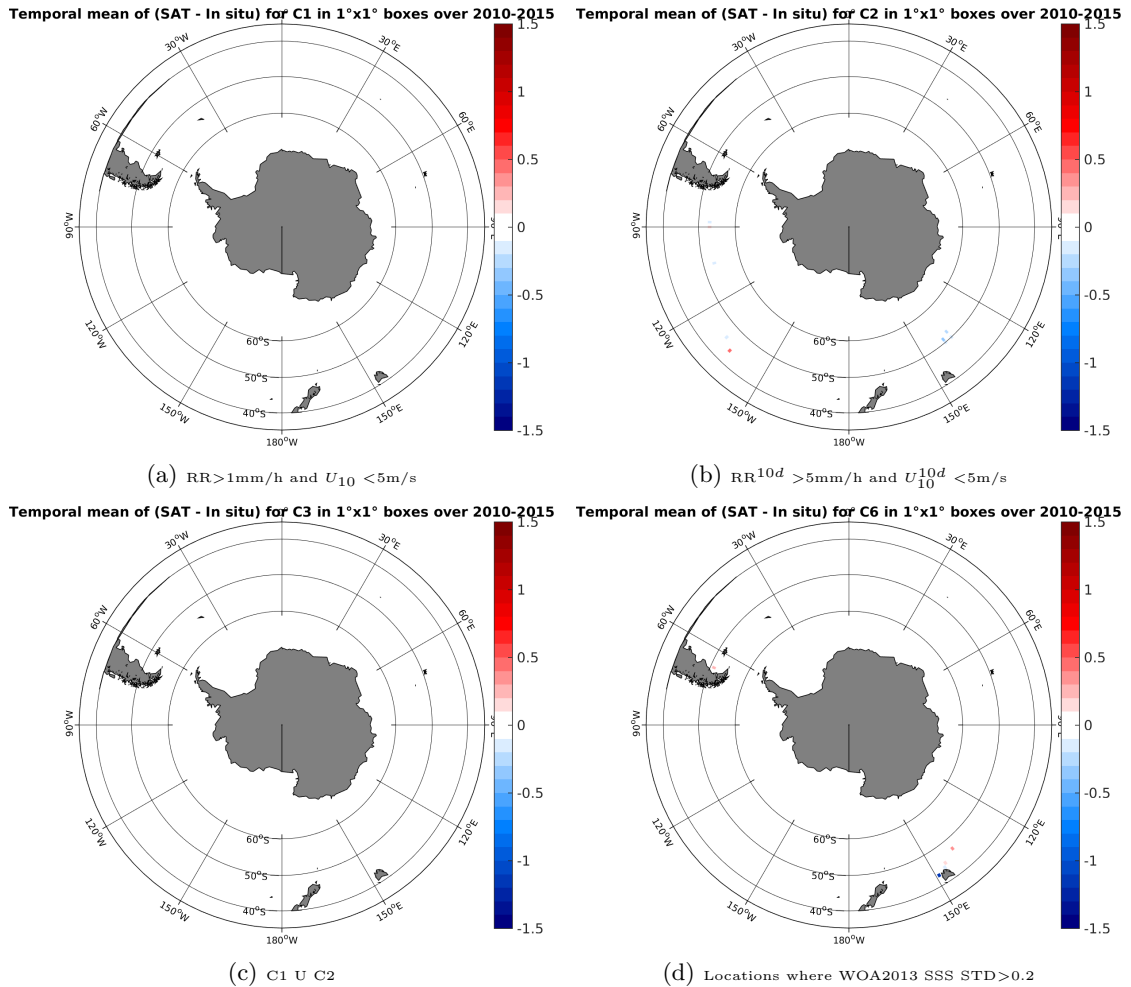 Temporal mean of (SAT - In situ) for C1 in 1°x1° boxes over 2010-2015
30°W
30°E
60°W
60°E
90°W
120°W
120°E
150°W
150°E
180°W
60°S
50°S
40°S
1.5
1
0.5
0
-0.5
-1
-1.5
(a) RR>1mm/h and U10 <5m/s
Temporal mean of (SAT - In situ) for C2 in 1°x1° boxes over 2010-2015
30°W
30°E
60°W
60°E
90°W
120°W
120°E
150°W
150°E
180°W
60°S
50°S
40°S
1.5
1
0.5
0
-0.5
-1
-1.5
(b) RR^10d >5mm/h and U10^10d <5m/s
Temporal mean of (SAT - In situ) for C3 in 1°x1° boxes over 2010-2015
30°W
30°E
60°W
60°E
90°W
120°W
120°E
150°W
150°E
180°W
60°S
50°S
40°S
1.5
1
0.5
0
-0.5
-1
-1.5
(c) C1 U C2
Temporal mean of (SAT - In situ) for C6 in 1°x1° boxes over 2010-2015
30°W
30°E
60°W
60°E
90°W
120°W
120°E
150°W
150°E
180°W
60°S
50°S
40°S
1.5
1
0.5
0
-0.5
-1
-1.5
(d) Locations where WOA2013 SSS STD>0.2